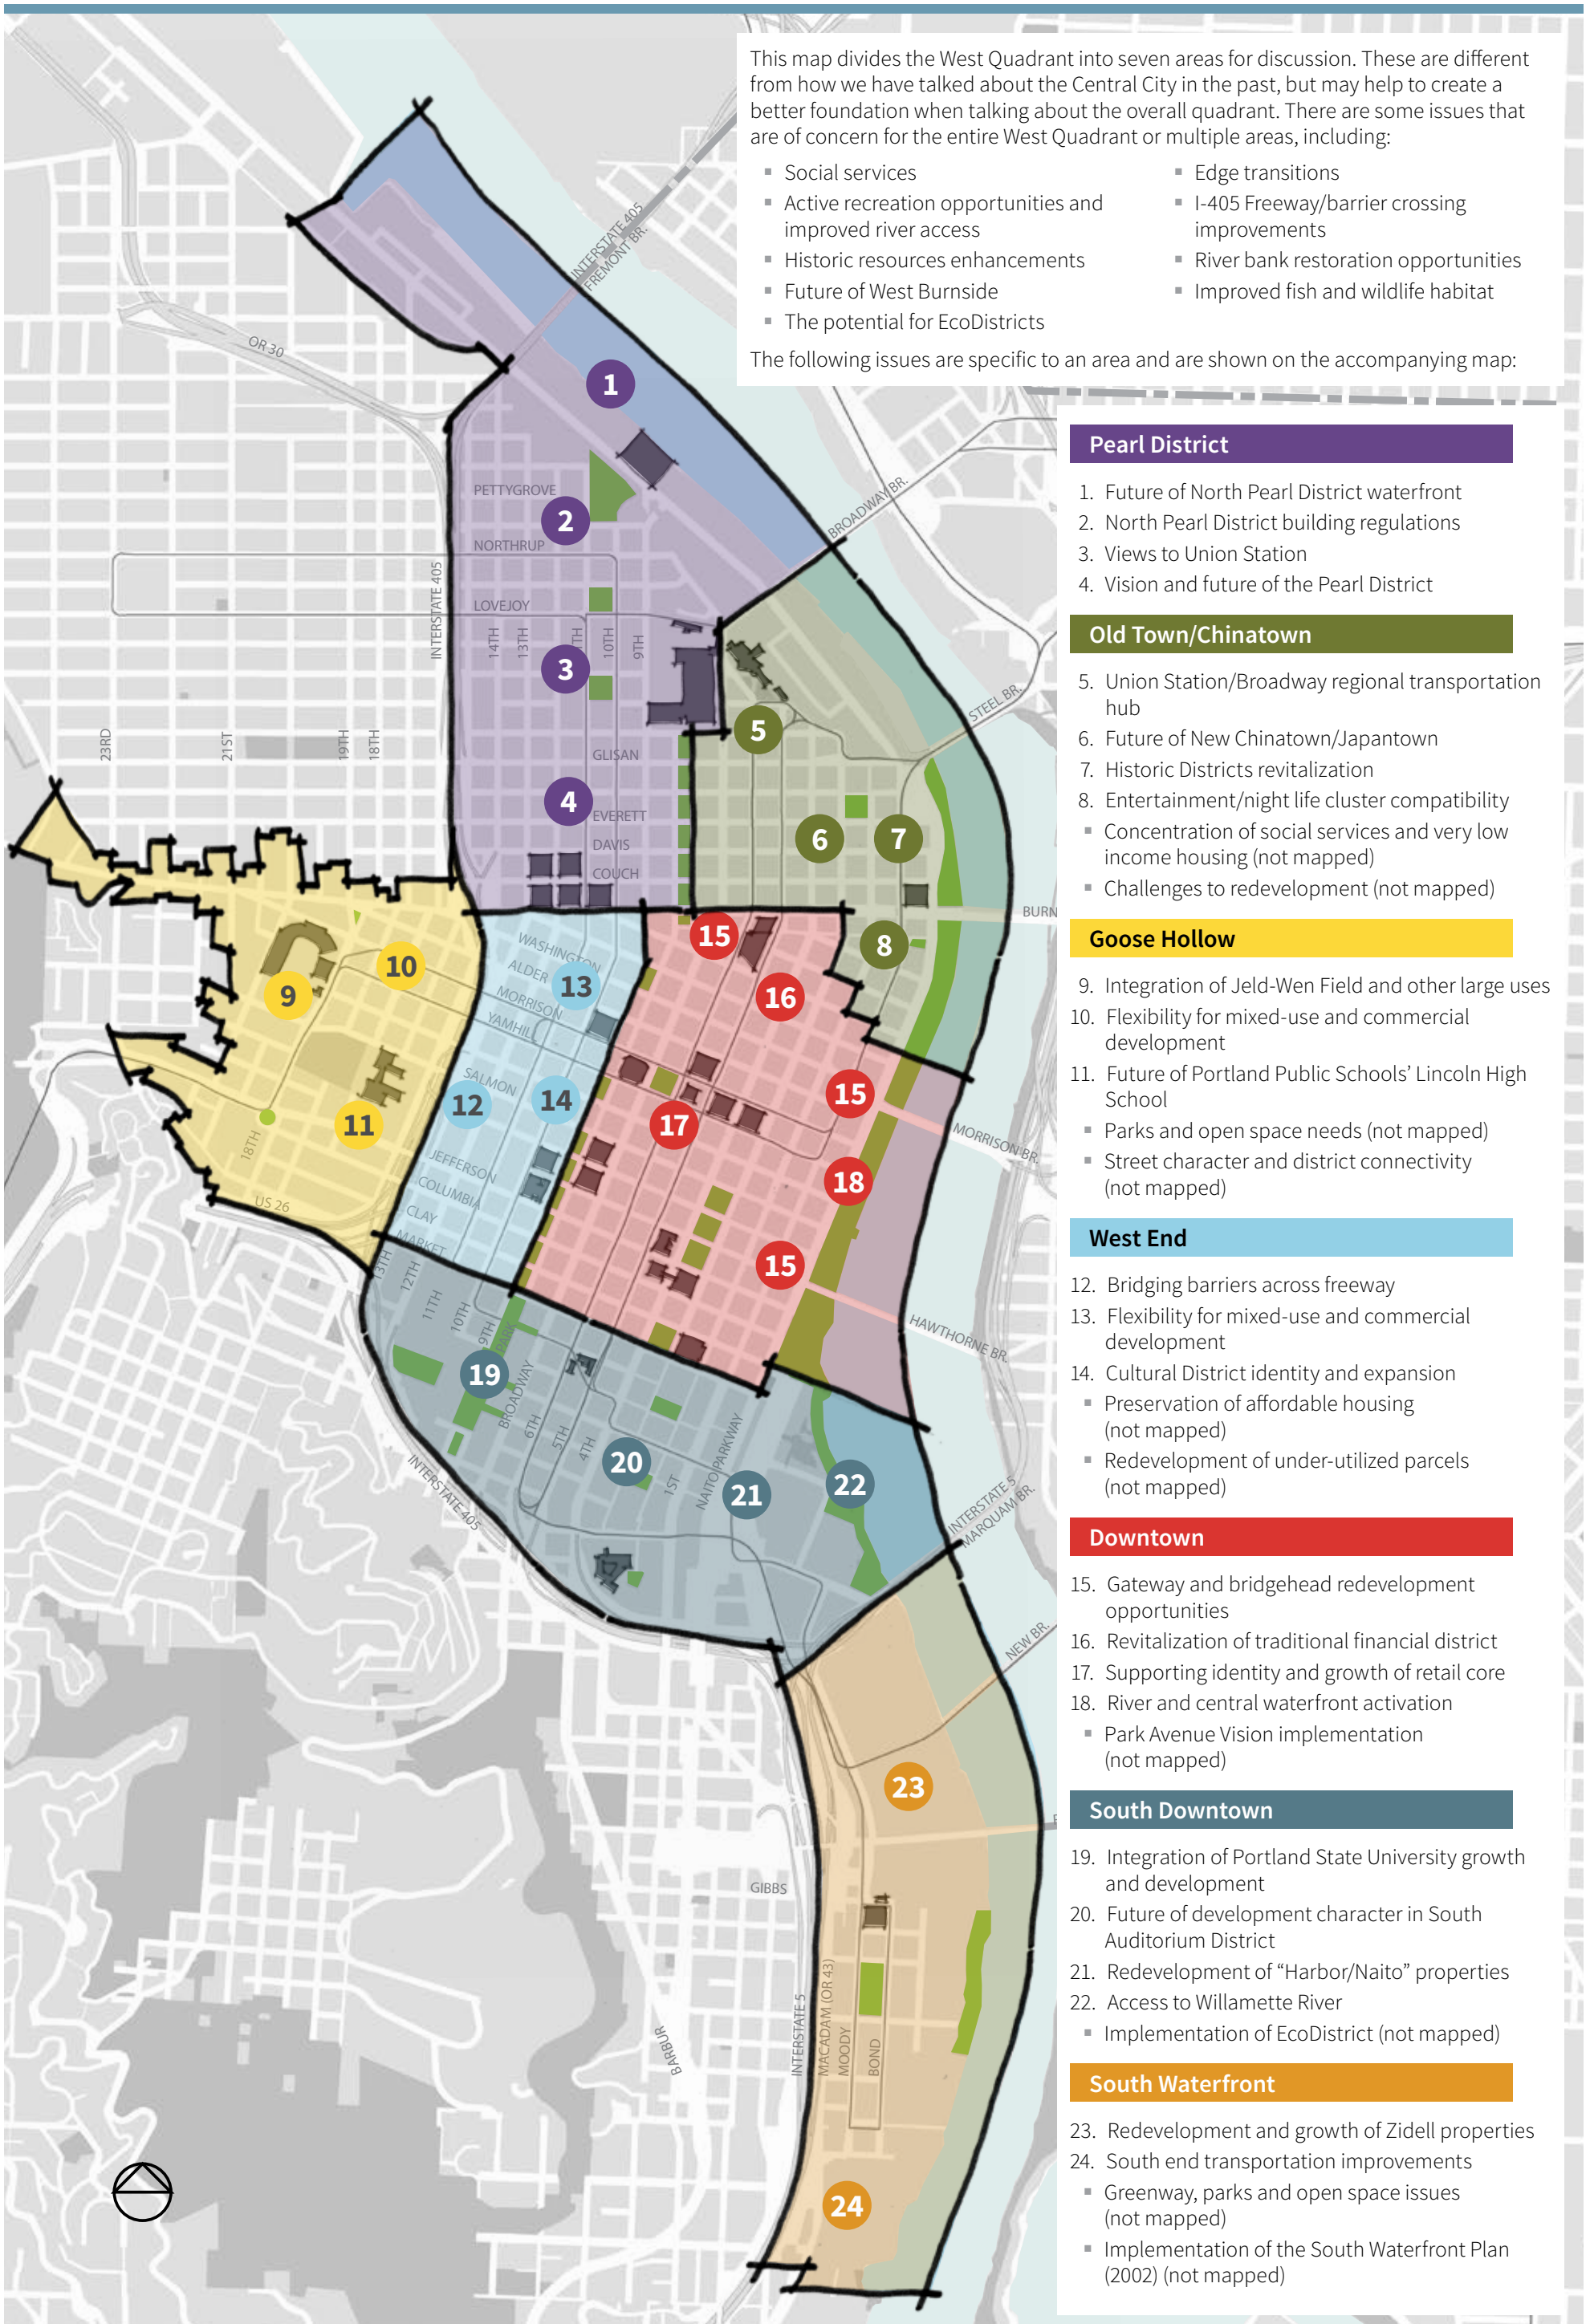 This map divides the West Quadrant into seven areas for discussion. These are different
from how we have talked about the Central City in the past, but may help to create a
better foundation when talking about the overall quadrant. There are some issues that
are of concern for the entire West Quadrant or multiple areas, including:
▪ Social services
▪ Active recreation opportunities and
improved river access
▪ Historic resources enhancements
▪ Future of West Burnside
▪ The potential for EcoDistricts
▪ Edge transitions
▪ I-405 Freeway/barrier crossing
improvements
▪ River bank restoration opportunities
▪ Improved fish and wildlife habitat
The following issues are specific to an area and are shown on the accompanying map:
Pearl District
1. Future of North Pearl District waterfront
2. North Pearl District building regulations
3. Views to Union Station
4. Vision and future of the Pearl District
Old Town/Chinatown
5. Union Station/Broadway regional transportation
hub
6. Future of New Chinatown/Japantown
7. Historic Districts revitalization
8. Entertainment/night life cluster compatibility
▪ Concentration of social services and very low
income housing (not mapped)
▪ Challenges to redevelopment (not mapped)
Goose Hollow
9. Integration of Jeld-Wen Field and other large uses
10. Flexibility for mixed-use and commercial
development
11. Future of Portland Public Schools' Lincoln High
School
▪ Parks and open space needs (not mapped)
▪ Street character and district connectivity
(not mapped)
West End
12. Bridging barriers across freeway
13. Flexibility for mixed-use and commercial
development
14. Cultural District identity and expansion
▪ Preservation of affordable housing
(not mapped)
▪ Redevelopment of under-utilized parcels
(not mapped)
Downtown
15. Gateway and bridgehead redevelopment
opportunities
16. Revitalization of traditional financial district
17. Supporting identity and growth of retail core
18. River and central waterfront activation
▪ Park Avenue Vision implementation
(not mapped)
South Downtown
19. Integration of Portland State University growth
and development
20. Future of development character in South
Auditorium District
21. Redevelopment of “Harbor/Naito” properties
22. Access to Willamette River
▪ Implementation of EcoDistrict (not mapped)
South Waterfront
23. Redevelopment and growth of Zidell properties
24. South end transportation improvements
▪ Greenway, parks and open space issues
(not mapped)
▪ Implementation of the South Waterfront Plan
(2002) (not mapped)
INTERSTATE 405
FREMONT BR.
OR 30
1
PETTYGROVE
2
BROADWAY BR.
NORTHRUP
INTERSTATE 405
LOVEJOY
14TH
13TH
10TH
9TH
3
STEEL BR.
23RD
21ST
19TH
18TH
5
GLISAN
4
EVERETT
6
7
DAVIS
COUCH
BURN
15
8
WASHINGTON
ALDER
13
10
9
16
MORRISON
YAMHILL
SALMON
12
14
15
11
17
18TH
MORRISON BR.
JEFFERSON
18
COLUMBIA
US 26
CLAY
MARKET
15
13TH
12TH
11TH
10TH
9TH
PARK
HAWTHORNE BR.
19
BROADWAY
6TH
5TH
4TH
20
1ST
NAITO PARKWAY
21
22
INTERSTATE 405
INTERSTATE 5
MARQUAM BR.
NEW BR.
23
GIBBS
INTERSTATE 5
MACADAM (OR 43)
MOODY
BOND
BARBUR
24